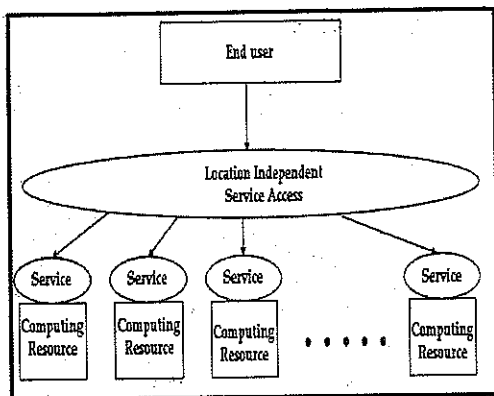 End user
Location Independent
Service Access
Service
Service
Service
Service
Computing
Resource
Computing
Resource
Computing
Resource
Computing
Resource